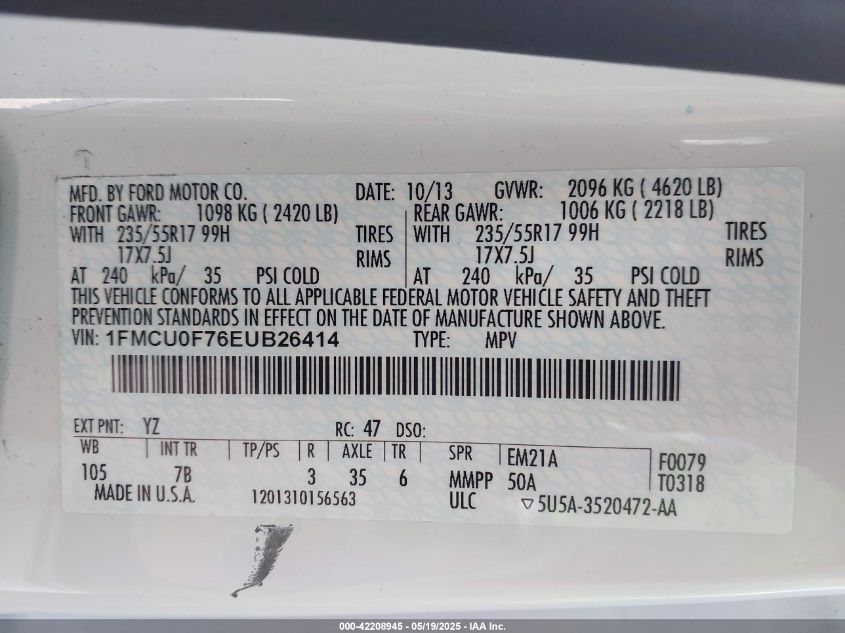 MFD. BY FORD MOTOR CO. DATE: 10/13 GVWR: 2096 KG ( 4620 LB)
FRONT GAWR: 1098 KG ( 2420 LB) REAR GAWR: 1006 KG ( 2218 LB)
WITH 235/55R17 99H TIRES WITH 235/55R17 99H TIRES
17X7.5J RIMS 17X7.5J RIMS
AT 240 kPa/ 35 PSI COLD AT 240 kPa/ 35 PSI COLD
THIS VEHICLE CONFORMS TO ALL APPLICABLE FEDERAL MOTOR VEHICLE SAFETY AND THEFT
PREVENTION STANDARDS IN EFFECT ON THE DATE OF MANUFACTURE SHOWN ABOVE.
VIN: 1FMCU0F76EUB26414 TYPE: MPV
EXT PNT: YZ RC: 47 DSO:
WB INT TR TP/PS R AXLE TR SPR EM21A F0079
105 7B 3 35 6 MMPP 50A T0318
MADE IN U.S.A. 1201310156563 ULC ▽5U5A-3520472-AA
000-42208945 - 05/19/2025 - IAA Inc.